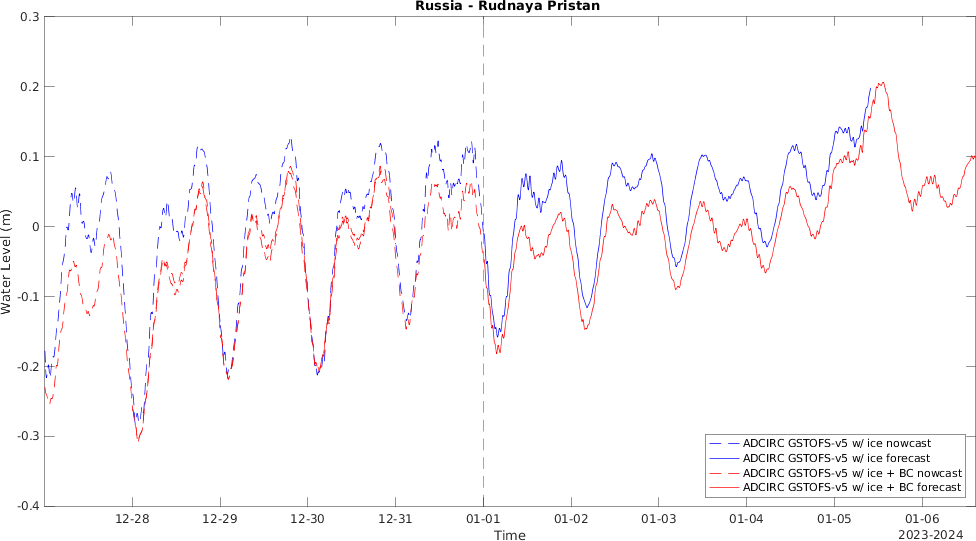 Russia - Rudnaya Pristan
0.3
0.2
0.1
0
-0.1
-0.2
-0.3
-0.4
Water Level (m)
ADCIRC GSTOFS-v5 w/ ice nowcast
ADCIRC GSTOFS-v5 w/ ice forecast
ADCIRC GSTOFS-v5 w/ ice + BC nowcast
ADCIRC GSTOFS-v5 w/ ice + BC forecast
12-28 12-29 12-30 12-31 01-01 01-02 01-03 01-04 01-05 01-06
Time
2023-2024